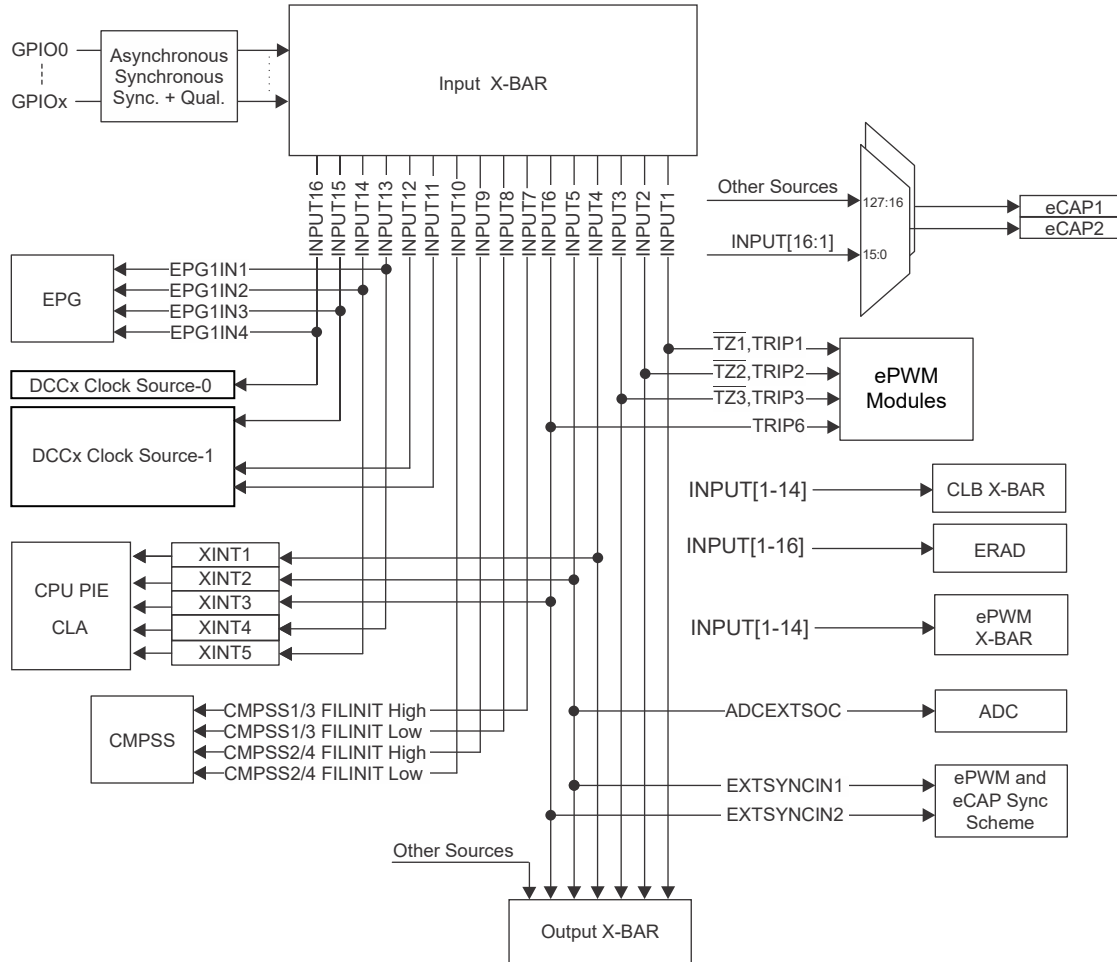 GPIO0
GPIOx
Asynchronous
Synchronous
Sync. + Qual.
Input X-BAR
INPUT16
INPUT15
INPUT14
INPUT13
INPUT12
INPUT11
INPUT10
INPUT9
INPUT8
INPUT7
INPUT6
INPUT5
INPUT4
INPUT3
INPUT2
INPUT1
Other Sources
INPUT[16:1]
127:16
15:0
eCAP1
eCAP2
EPG
EPG1IN1
EPG1IN2
EPG1IN3
EPG1IN4
DCCx Clock Source-0
DCCx Clock Source-1
TZ1,TRIP1
TZ2,TRIP2
TZ3,TRIP3
TRIP6
ePWM
Modules
INPUT[1-14]
CLB X-BAR
INPUT[1-16]
ERAD
INPUT[1-14]
ePWM
X-BAR
CPU PIE
CLA
XINT1
XINT2
XINT3
XINT4
XINT5
CMPSS
CMPSS1/3 FILINIT High
CMPSS1/3 FILINIT Low
CMPSS2/4 FILINIT High
CMPSS2/4 FILINIT Low
ADCEXTSOC
ADC
EXTSYNCIN1
EXTSYNCIN2
ePWM and
eCAP Sync
Scheme
Other Sources
Output X-BAR